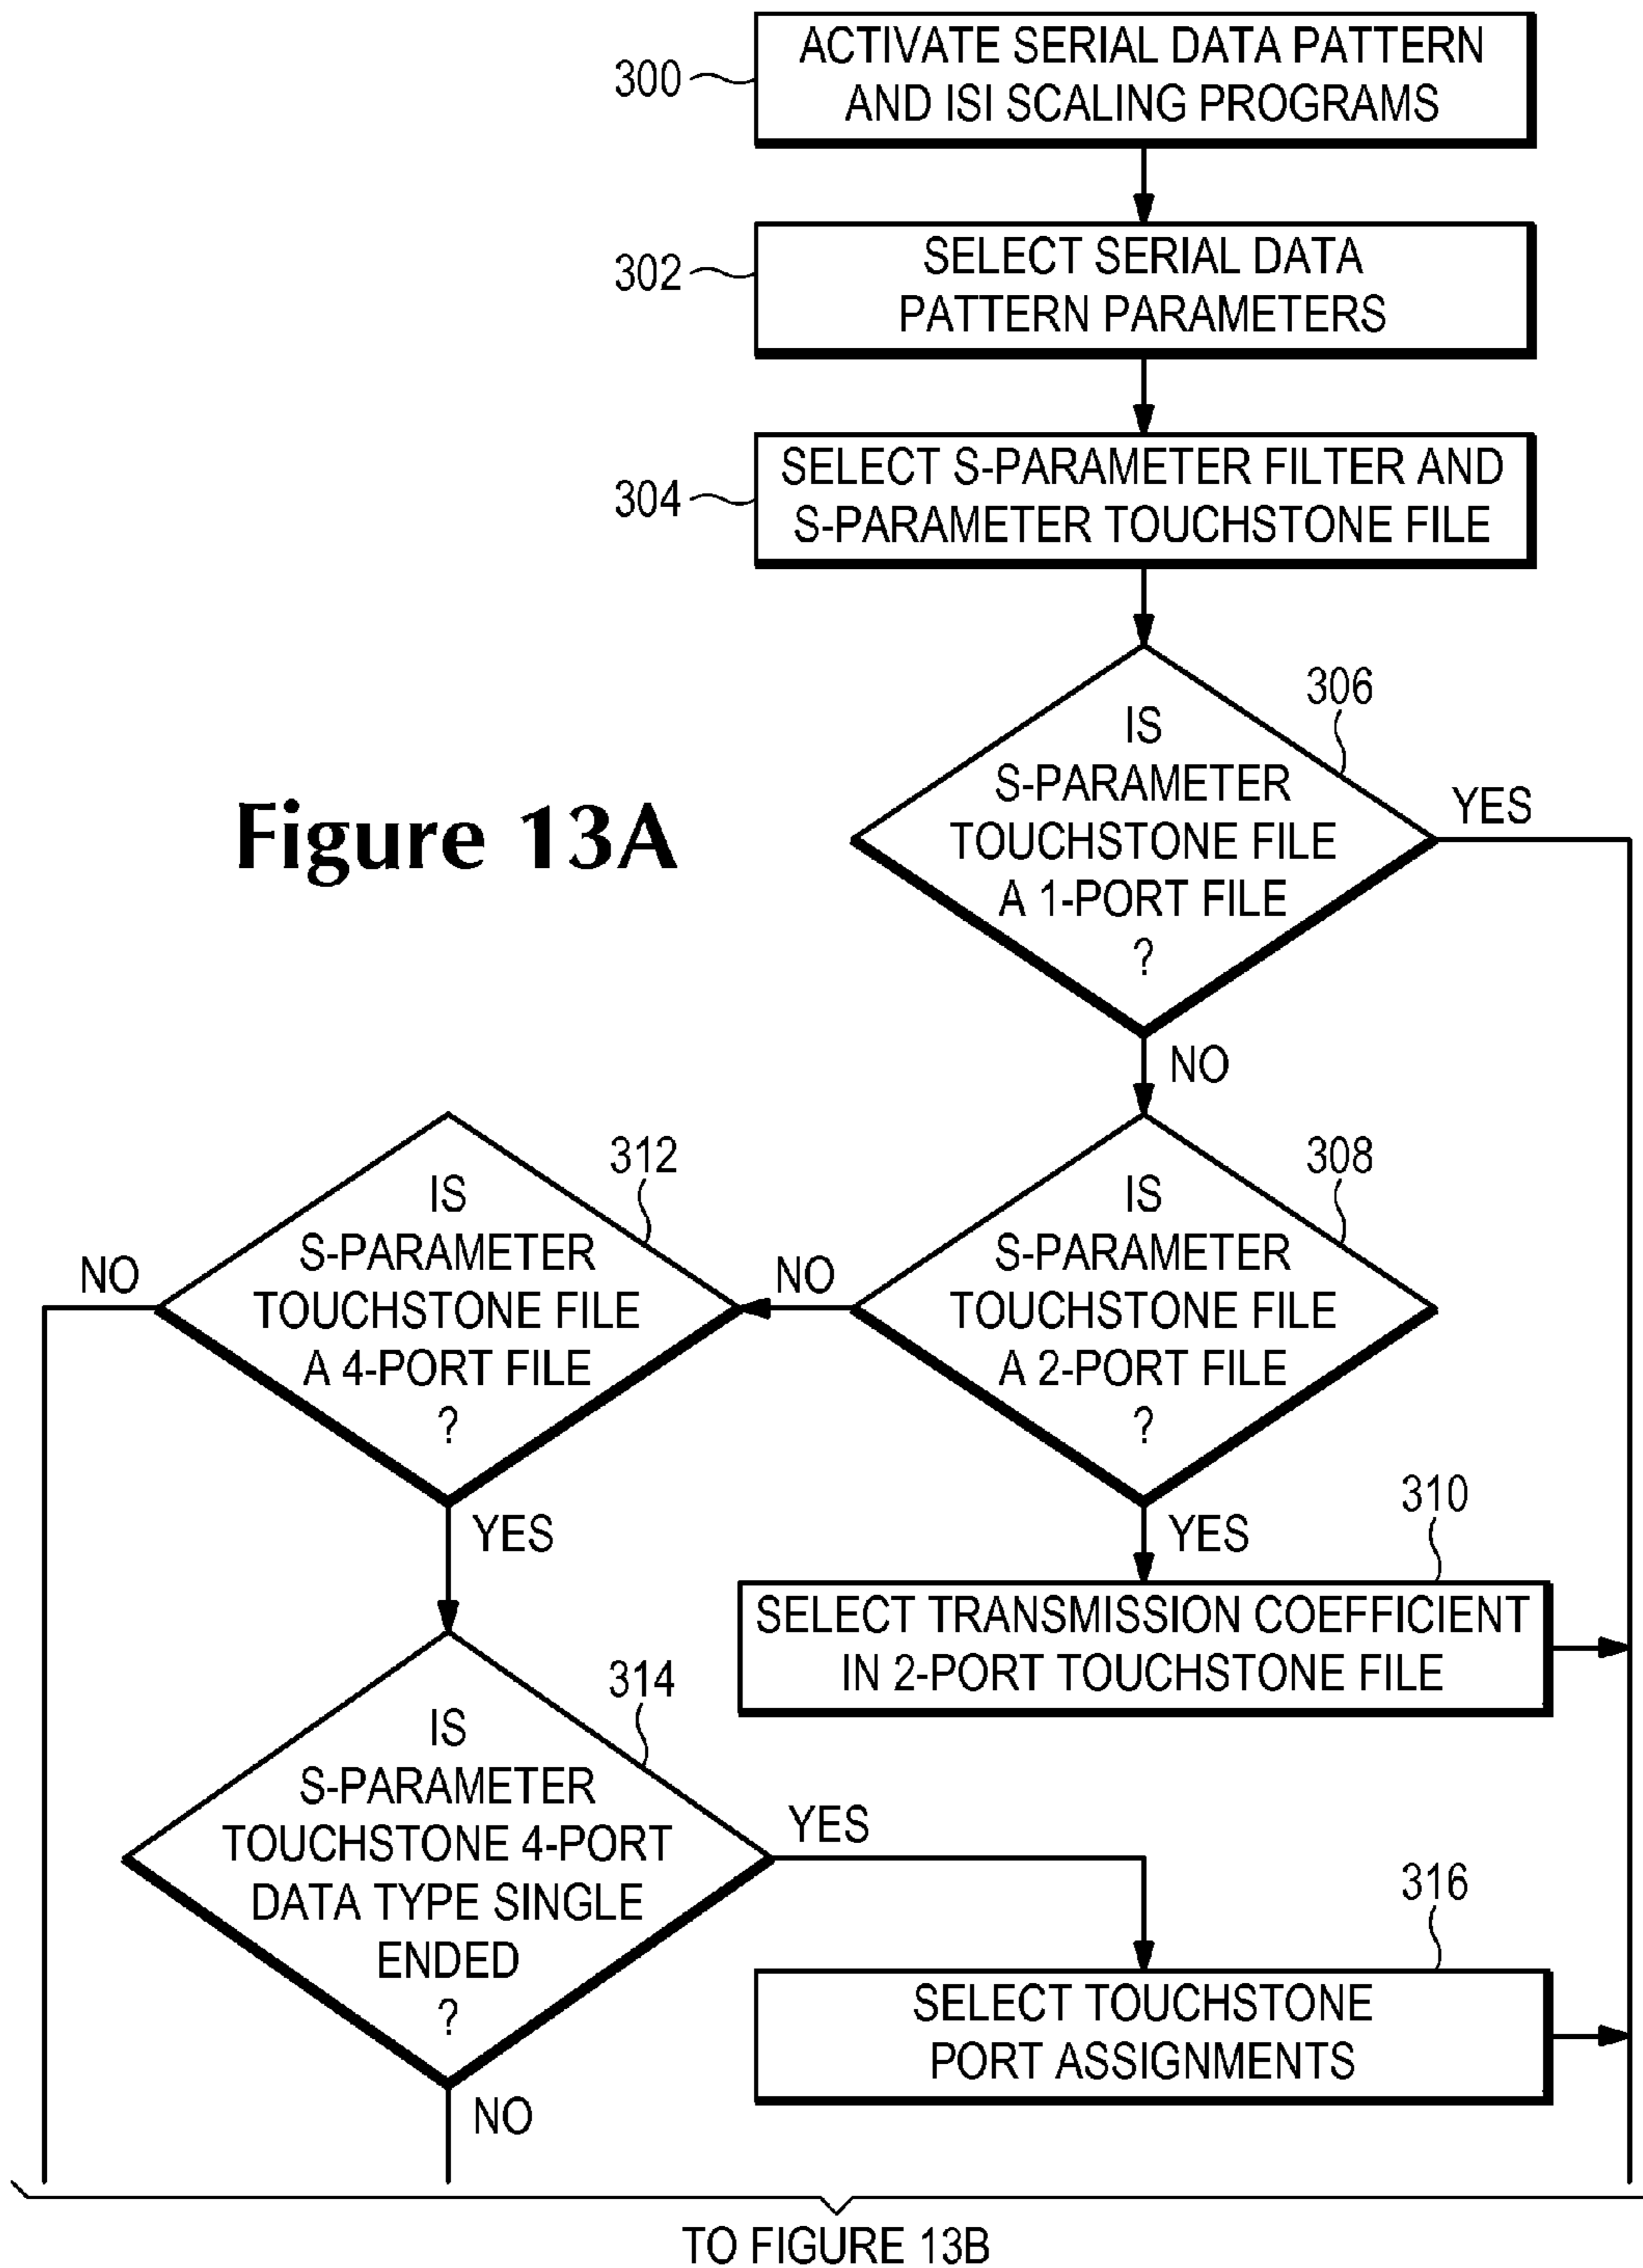 ACTIVATE SERIAL DATA PATTERN
AND ISI SCALING PROGRAMS
300
SELECT SERIAL DATA
PATTERN PARAMETERS
302
SELECT S-PARAMETER FILTER AND
S-PARAMETER TOUCHSTONE FILE
304
306
IS
S-PARAMETER
TOUCHSTONE FILE
A 1-PORT FILE
?
YES
Figure 13A
NO
312
IS
S-PARAMETER
TOUCHSTONE FILE
A 4-PORT FILE
?
NO
NO
308
IS
S-PARAMETER
TOUCHSTONE FILE
A 2-PORT FILE
?
YES
YES
310
SELECT TRANSMISSION COEFFICIENT
IN 2-PORT TOUCHSTONE FILE
314
IS
S-PARAMETER
TOUCHSTONE 4-PORT
DATA TYPE SINGLE
ENDED
?
YES
316
SELECT TOUCHSTONE
PORT ASSIGNMENTS
NO
TO FIGURE 13B